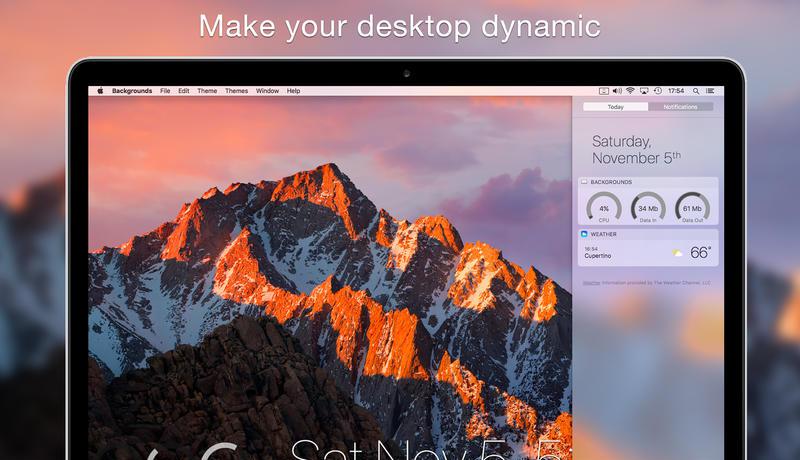 Make your desktop dynamic
Backgrounds File Edit Theme Themes Window Help 17:54
Today Notifications
Saturday,
November 5th
BACKGROUNDS
4% 34 Mb 61 Mb
CPU Data In Data Out
WEATHER
16:54
Cupertino 66°
Weather information provided by The Weather Channel, LLC
Sat Nov 5